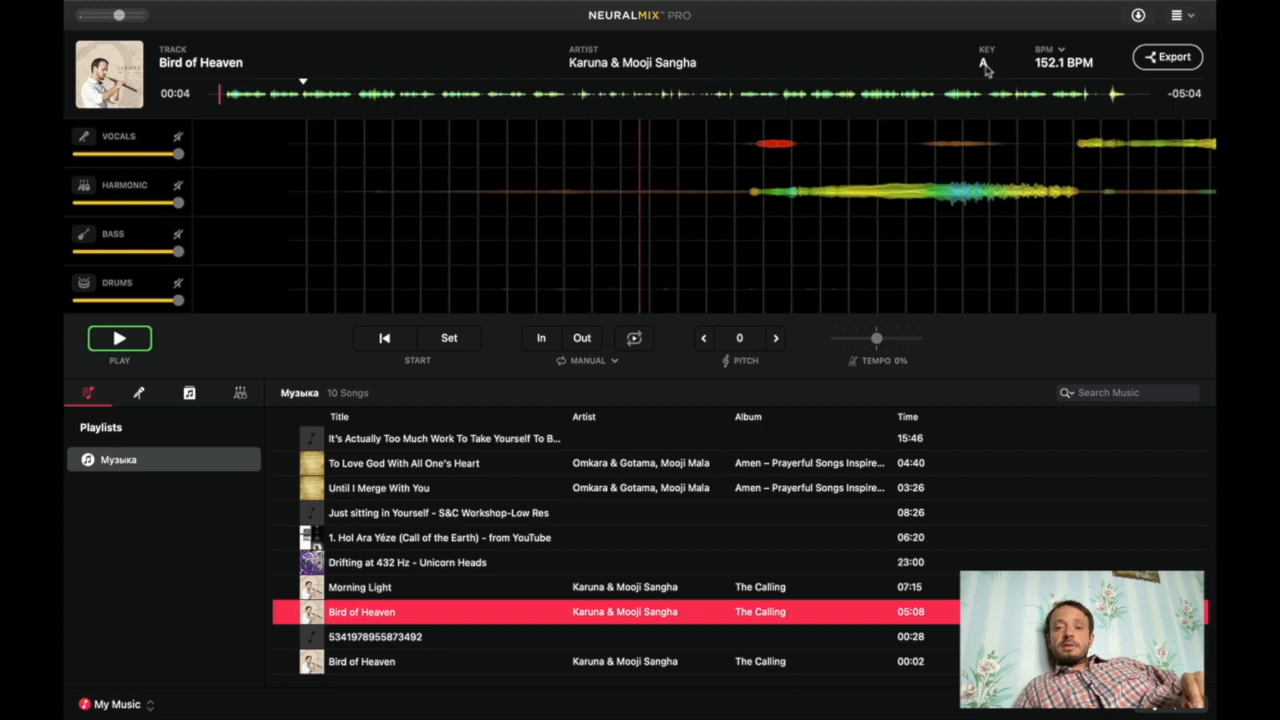 NEURALMIX™ PRO
TRACK
Bird of Heaven
ARTIST
Karuna & Mooji Sangha
KEY
A
BPM
152.1 BPM
Export
00:04
-05:04
VOCALS
HARMONIC
BASS
DRUMS
PLAY
Set
START
In Out
MANUAL
0
PITCH
TEMPO 0%
Playlists
Музыка
My Music
Музыка 10 Songs
Search Music
Title Artist Album Time
It's Actually Too Much Work To Take Yourself To B... 15:46
To Love God With All One's Heart Omkara & Gotama, Mooji Mala Amen – Prayerful Songs Inspire... 04:40
Until I Merge With You Omkara & Gotama, Mooji Mala Amen – Prayerful Songs Inspire... 03:26
Just sitting in Yourself - S&C Workshop-Low Res 08:26
1. Hol Ara Yéze (Call of the Earth) - from YouTube 06:20
Drifting at 432 Hz - Unicorn Heads 23:00
Morning Light Karuna & Mooji Sangha The Calling 07:15
Bird of Heaven Karuna & Mooji Sangha The Calling 05:08
5341978955873492 00:28
Bird of Heaven Karuna & Mooji Sangha The Calling 00:02